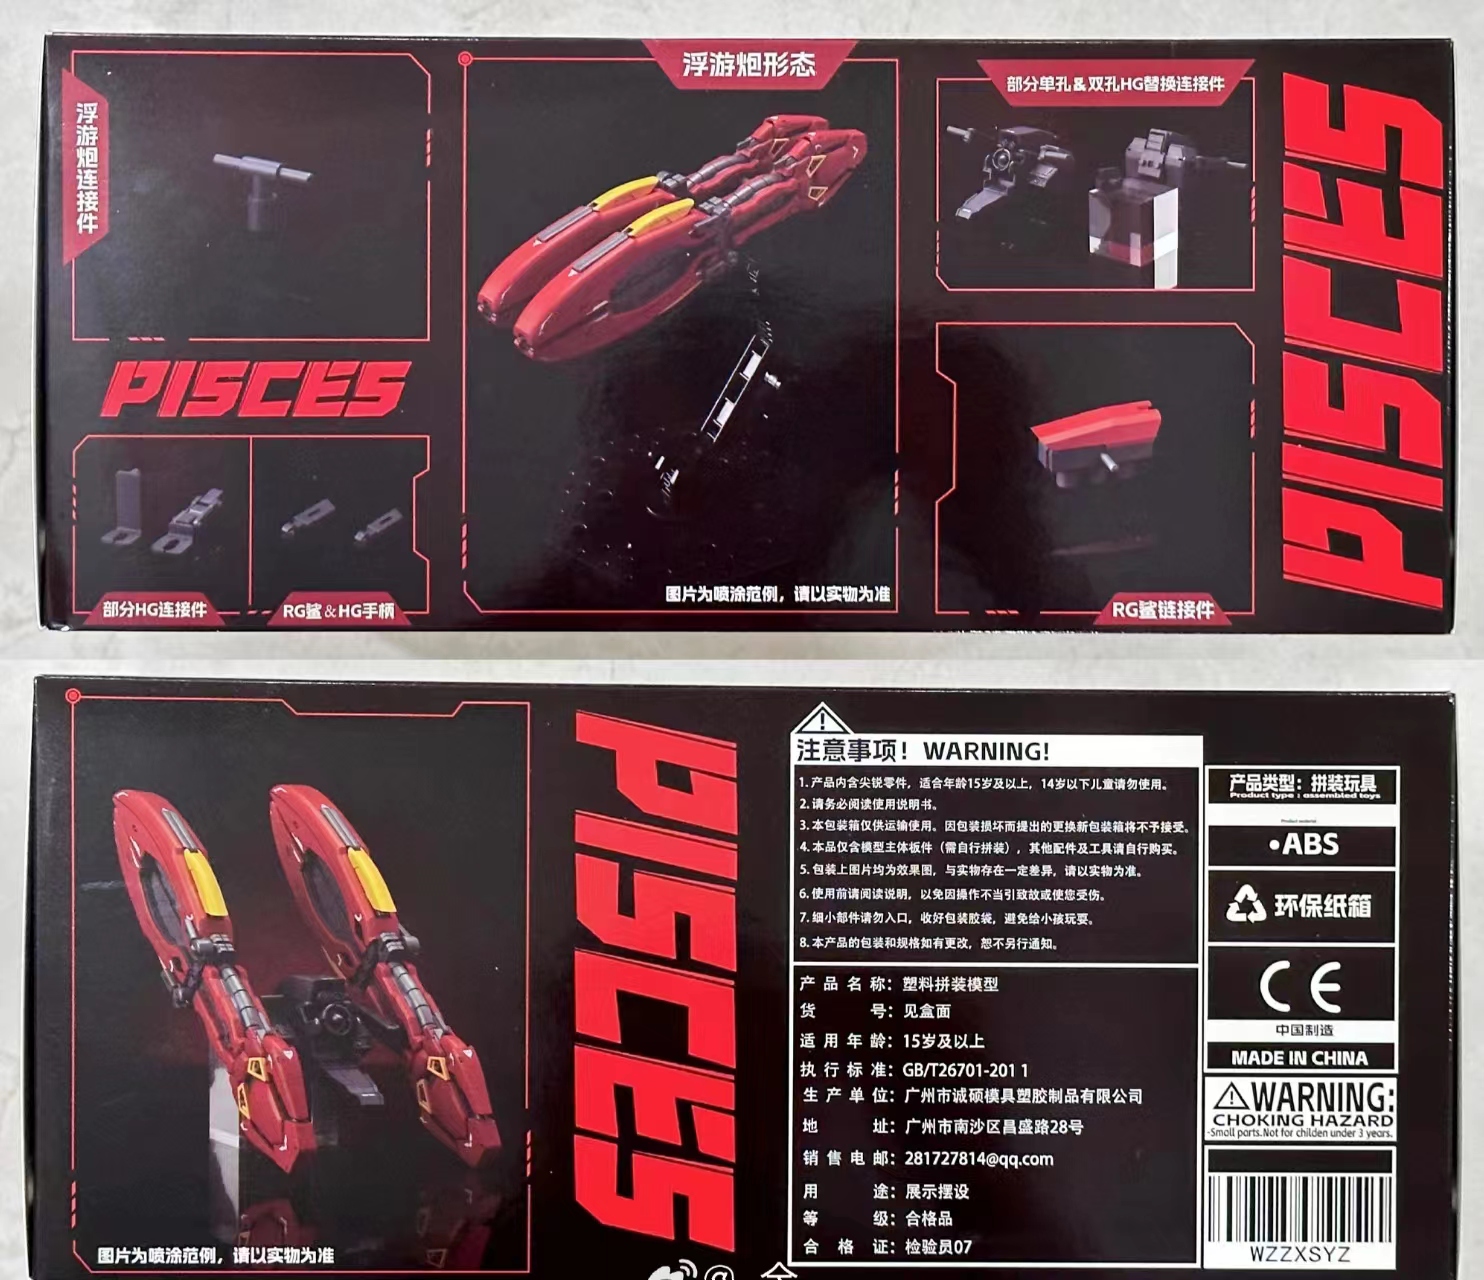 浮游炮连接件
浮游炮形态
部分单孔&双孔HG替换连接件
PISCES
PISCES
部分HG连接件
RG鲨&HG手柄
图片为喷涂范例，请以实物为准
RG鲨链接件
图片为喷涂范例，请以实物为准
PISCES
注意事项！WARNING!
1. 产品内含尖锐零件，适合年龄15岁及以上，14岁以下儿童请勿使用。
2. 请务必阅读使用说明书。
3. 本包装箱仅供运输使用。因包装损坏而提出的更换新包装箱将不予接受。
4. 本品仅含模型主体板件（需自行拼装），其他配件及工具请自行购买。
5. 包装上图片均为效果图，与实物存在一定差异，请以实物为准。
6. 使用前请阅读说明，以免因操作不当引致故或使您受伤。
7. 細小部件请勿入口，收好包装胶袋，避免给小孩玩耍。
8. 本产品的包装和规格如有更改，恕不另行通知。
产品名称：塑料拼装模型
货号：见盒面
适用年龄：15岁及以上
执行标准：GB/T26701-201 1
生产单位：广州市诚硕模具塑胶制品有限公司
地址：广州市南沙区昌盛路28号
销售电邮：281727814@qq.com
用途：展示摆设
等级：合格品
合格证：检验员07
产品类型：拼装玩具
Product type : assembled toys
Product material
•ABS
环保纸箱
CE
中国制造
MADE IN CHINA
WARNING:
CHOKING HAZARD
-Small parts.Not for childen under 3 years.
WZZXSYZ
@